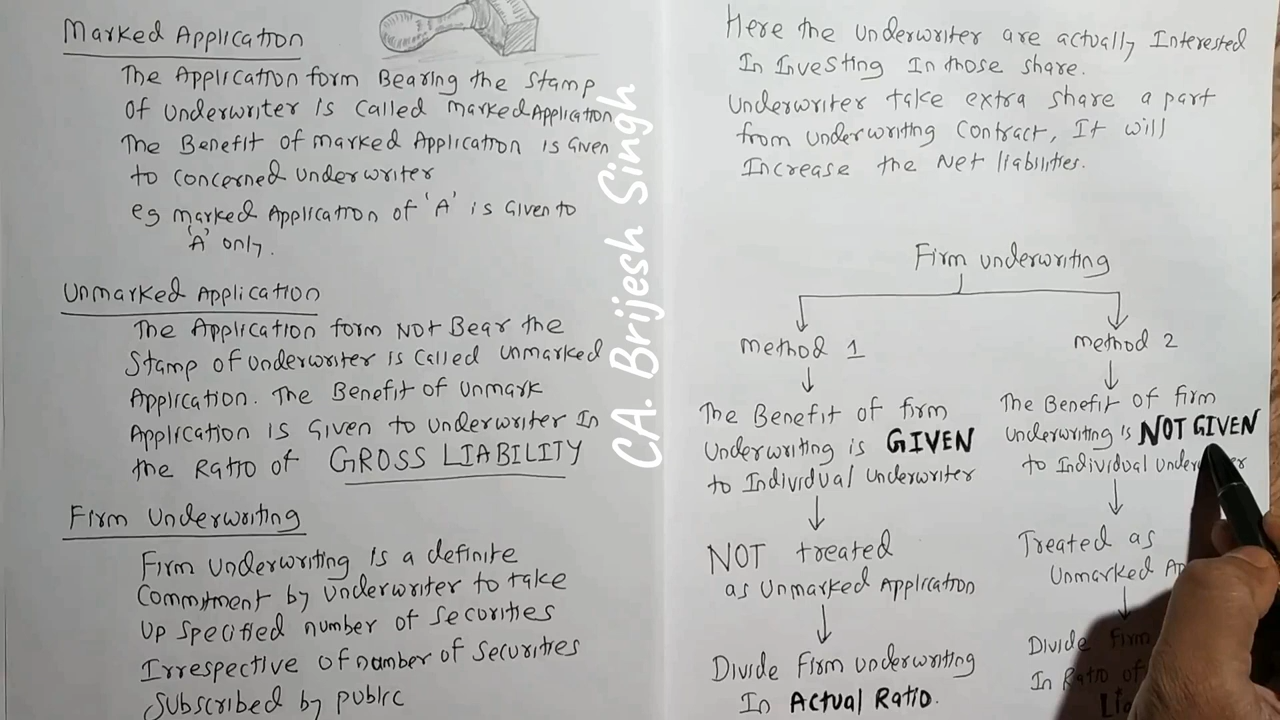 Marked Application
The Application form Bearing the Stamp
of underwriter is called marked Application
The Benefit of marked Application is Given
to concerned underwriter
eg marked Application of 'A' is Given to
'A' only.
Unmarked Application
The Application form NOT Bear the
Stamp of underwriter is called unmarked
Application. The Benefit of unmark
Application is Given to underwriter In
the Ratio of GROSS LIABILITY
Firm Underwriting
Firm underwriting is a definite
Commitment by underwriter to take
up specified number of securities
Irrespective of number of securities
Subscribed by public
CA. Brijesh Singh
Here the underwriter are actually Interested
In Investing In those share.
underwriter take extra share a part
from underwriting contract, It will
Increase the Net liabilities.
Firm underwriting
method 1
The Benefit of firm
underwriting is GIVEN
to Individual underwriter
NOT treated
as unmarked Application
Divide Firm underwriting
In Actual Ratio.
method 2
The Benefit of firm
underwriting is NOT GIVEN
to Individual
Treated as
unmarked
Divide Firm
In Ratio of